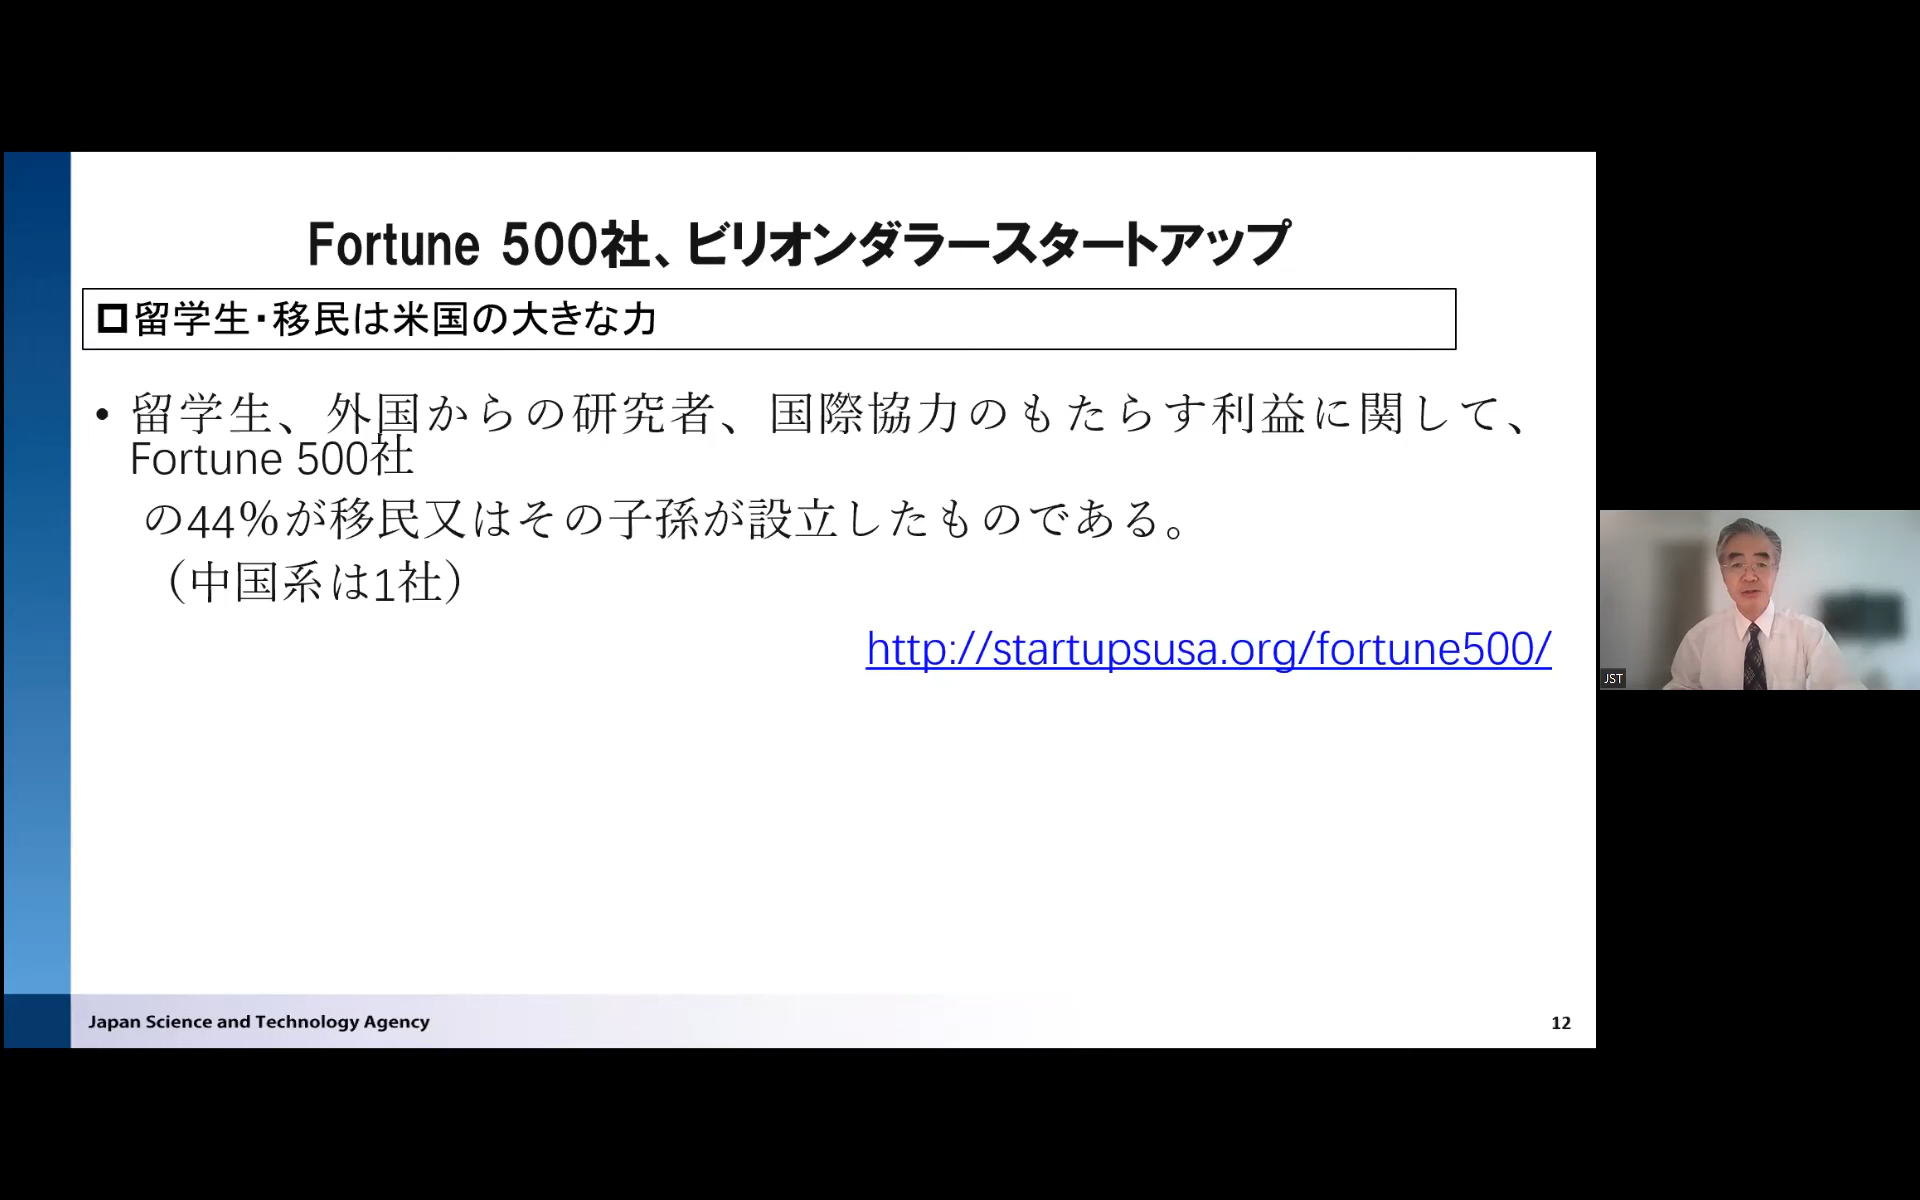 Fortune 500社、ビリオンダラースタートアップ
留学生・移民は米国の大きな力
• 留学生、外国からの研究者、国際協力のもたらす利益に関して、
Fortune 500社
の44％が移民又はその子孫が設立したものである。
（中国系は1社）
http://startupsusa.org/fortune500/
JST
Japan Science and Technology Agency
12